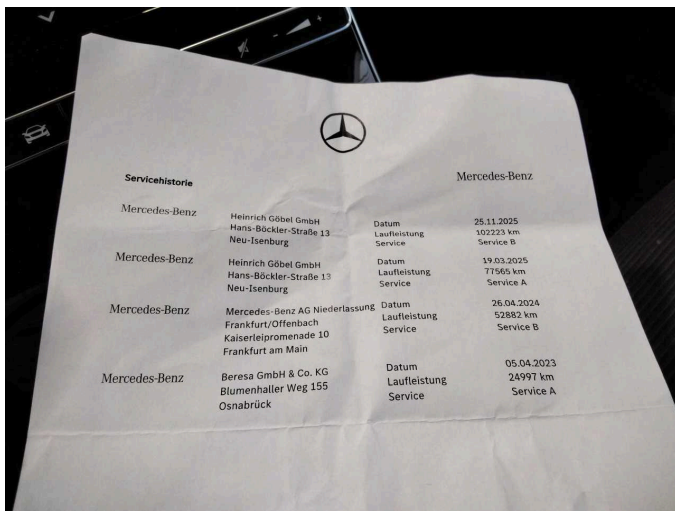 Servicehistorie
Mercedes-Benz
Mercedes-Benz
Heinrich Göbel GmbH
Hans-Böckler-Straße 13
Neu-Isenburg
Datum 25.11.2025
Laufleistung 102223 km
Service Service B
Mercedes-Benz
Heinrich Göbel GmbH
Hans-Böckler-Straße 13
Neu-Isenburg
Datum 19.03.2025
Laufleistung 77565 km
Service Service A
Mercedes-Benz
Mercedes-Benz AG Niederlassung
Frankfurt/Offenbach
Kaiserleipromenade 10
Frankfurt am Main
Datum 26.04.2024
Laufleistung 52882 km
Service Service B
Mercedes-Benz
Beresa GmbH & Co. KG
Blumenhaller Weg 155
Osnabrück
Datum 05.04.2023
Laufleistung 24997 km
Service Service A